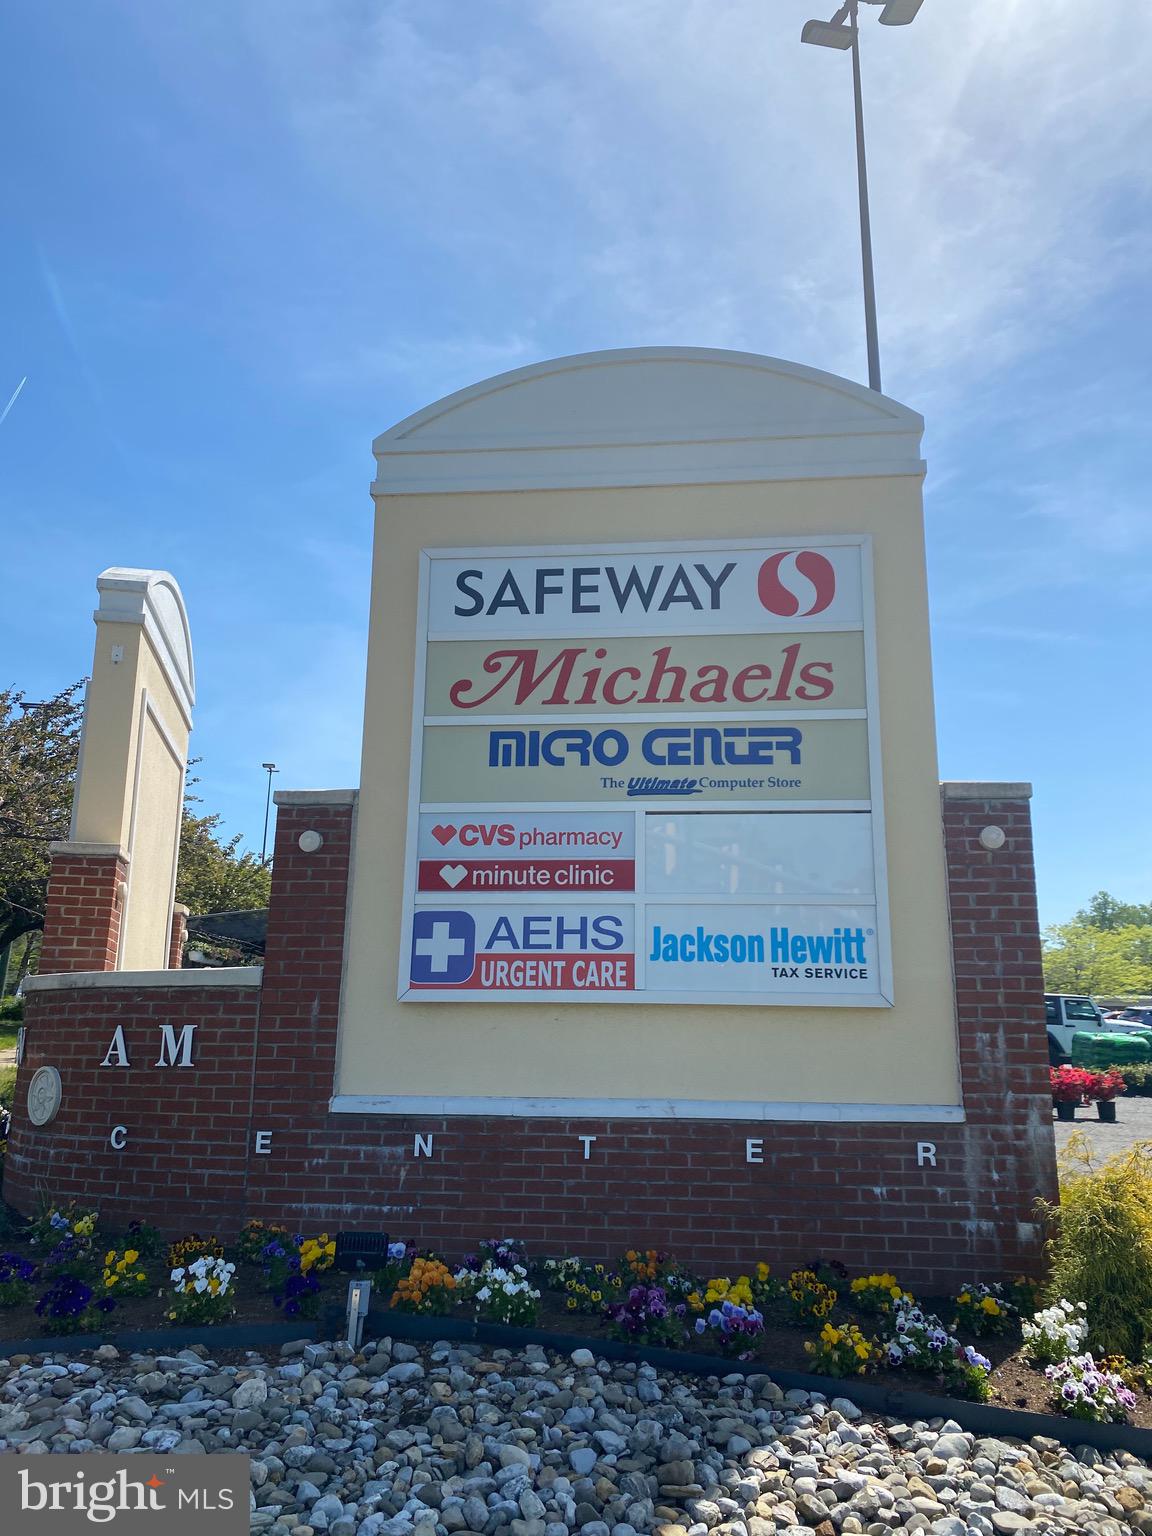 SAFEWAY
Michaels
MICRO CENTER
The Ultimate Computer Store
CVS pharmacy
minute clinic
AEHS
URGENT CARE
Jackson Hewitt®
TAX SERVICE
AM
CENTER
bright™ MLS